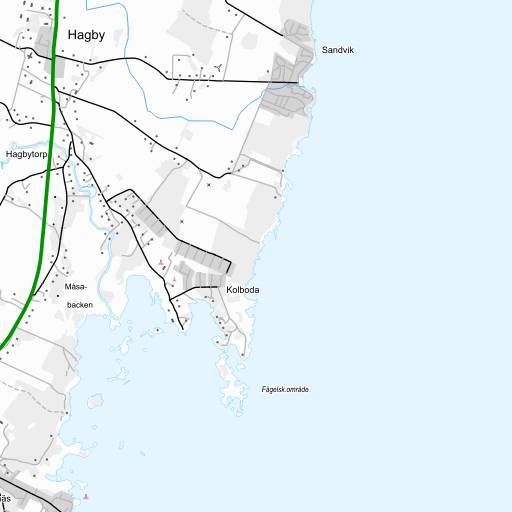 Hagby
Sandvik
Hagbytorp
Måsa-
backen
Kolboda
Fågelsk.område